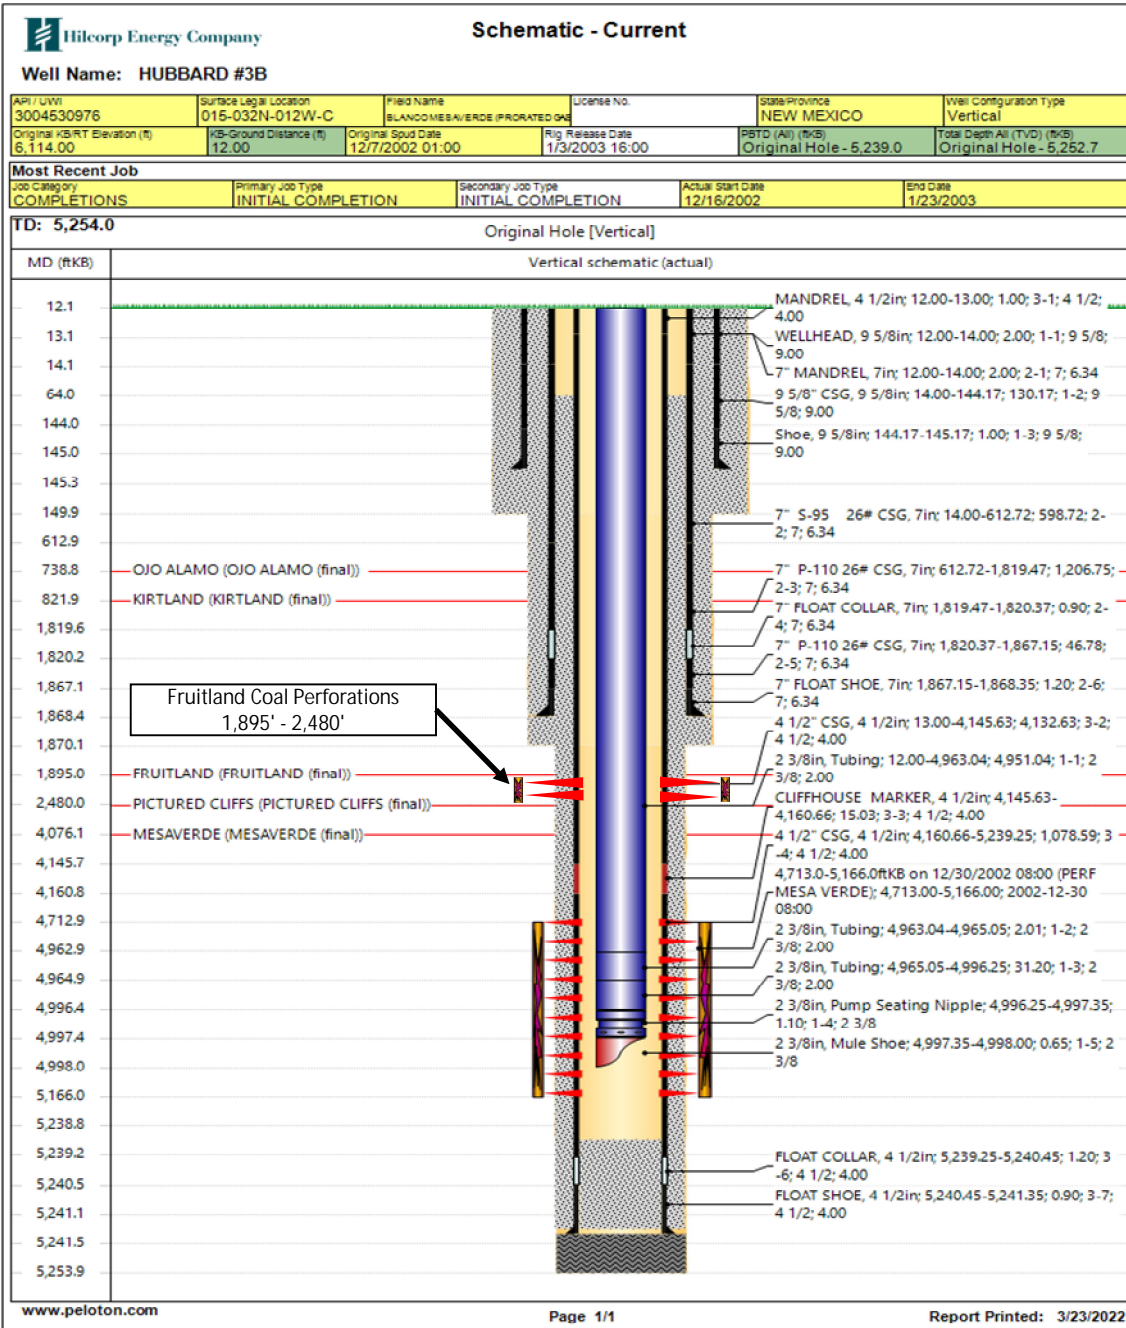 Hilcorp Energy Company
Schematic - Current
Well Name: HUBBARD #3B
API / UWI
3004530976
Surface Legal Location
015-032N-012W-C
Field Name
BLANCO MESAVERDE (PRORATED GAS
License No.
State/Province
NEW MEXICO
Well Configuration Type
Vertical
Original KB/RT Elevation (ft)
6,114.00
KB-Ground Distance (ft)
12.00
Original Spud Date
12/7/2002 01:00
Rig Release Date
1/3/2003 16:00
PBTD (All) (ftKB)
Original Hole - 5,239.0
Total Depth All (TVD) (ftKB)
Original Hole - 5,252.7
Most Recent Job
Job Category
COMPLETIONS
Primary Job Type
INITIAL COMPLETION
Secondary Job Type
INITIAL COMPLETION
Actual Start Date
12/16/2002
End Date
1/23/2003
TD: 5,254.0
Original Hole [Vertical]
MD (ftKB)
Vertical schematic (actual)
12.1
13.1
14.1
64.0
144.0
145.0
145.3
149.9
612.9
738.8
821.9
1,819.6
1,820.2
1,867.1
1,868.4
1,870.1
1,895.0
2,480.0
4,076.1
4,145.7
4,160.8
4,712.9
4,962.9
4,964.9
4,996.4
4,997.4
4,998.0
5,166.0
5,238.8
5,239.2
5,240.5
5,241.1
5,241.5
5,253.9
OJO ALAMO (OJO ALAMO (final))
KIRTLAND (KIRTLAND (final))
Fruitland Coal Perforations
1,895' - 2,480'
FRUITLAND (FRUITLAND (final))
PICTURED CLIFFS (PICTURED CLIFFS (final))
MESAVERDE (MESAVERDE (final))
MANDREL, 4 1/2in; 12.00-13.00; 1.00; 3-1; 4 1/2;
4.00
WELLHEAD, 9 5/8in; 12.00-14.00; 2.00; 1-1; 9 5/8;
9.00
7" MANDREL, 7in; 12.00-14.00; 2.00; 2-1; 7; 6.34
9 5/8" CSG, 9 5/8in; 14.00-144.17; 130.17; 1-2; 9
5/8; 9.00
Shoe, 9 5/8in; 144.17-145.17; 1.00; 1-3; 9 5/8;
9.00
7" S-95 26# CSG, 7in; 14.00-612.72; 598.72; 2-
2; 7; 6.34
7" P-110 26# CSG, 7in; 612.72-1,819.47; 1,206.75;
2-3; 7; 6.34
7" FLOAT COLLAR, 7in; 1,819.47-1,820.37; 0.90; 2-
4; 7; 6.34
7" P-110 26# CSG, 7in; 1,820.37-1,867.15; 46.78;
2-5; 7; 6.34
7" FLOAT SHOE, 7in; 1,867.15-1,868.35; 1.20; 2-6;
7; 6.34
4 1/2" CSG, 4 1/2in; 13.00-4,145.63; 4,132.63; 3-2;
4 1/2; 4.00
2 3/8in, Tubing; 12.00-4,963.04; 4,951.04; 1-1; 2
3/8; 2.00
CLIFFHOUSE MARKER, 4 1/2in; 4,145.63-
4,160.66; 15.03; 3-3; 4 1/2; 4.00
4 1/2" CSG, 4 1/2in; 4,160.66-5,239.25; 1,078.59; 3
-4; 4 1/2; 4.00
4,713.0-5,166.0ftKB on 12/30/2002 08:00 (PERF
MESA VERDE); 4,713.00-5,166.00; 2002-12-30
08:00
2 3/8in, Tubing; 4,963.04-4,965.05; 2.01; 1-2; 2
3/8; 2.00
2 3/8in, Tubing; 4,965.05-4,996.25; 31.20; 1-3; 2
3/8; 2.00
2 3/8in, Pump Seating Nipple; 4,996.25-4,997.35;
1.10; 1-4; 2 3/8
2 3/8in, Mule Shoe; 4,997.35-4,998.00; 0.65; 1-5; 2
3/8
FLOAT COLLAR, 4 1/2in; 5,239.25-5,240.45; 1.20; 3
-6; 4 1/2; 4.00
FLOAT SHOE, 4 1/2in; 5,240.45-5,241.35; 0.90; 3-7;
4 1/2; 4.00
www.peloton.com
Page 1/1
Report Printed: 3/23/2022